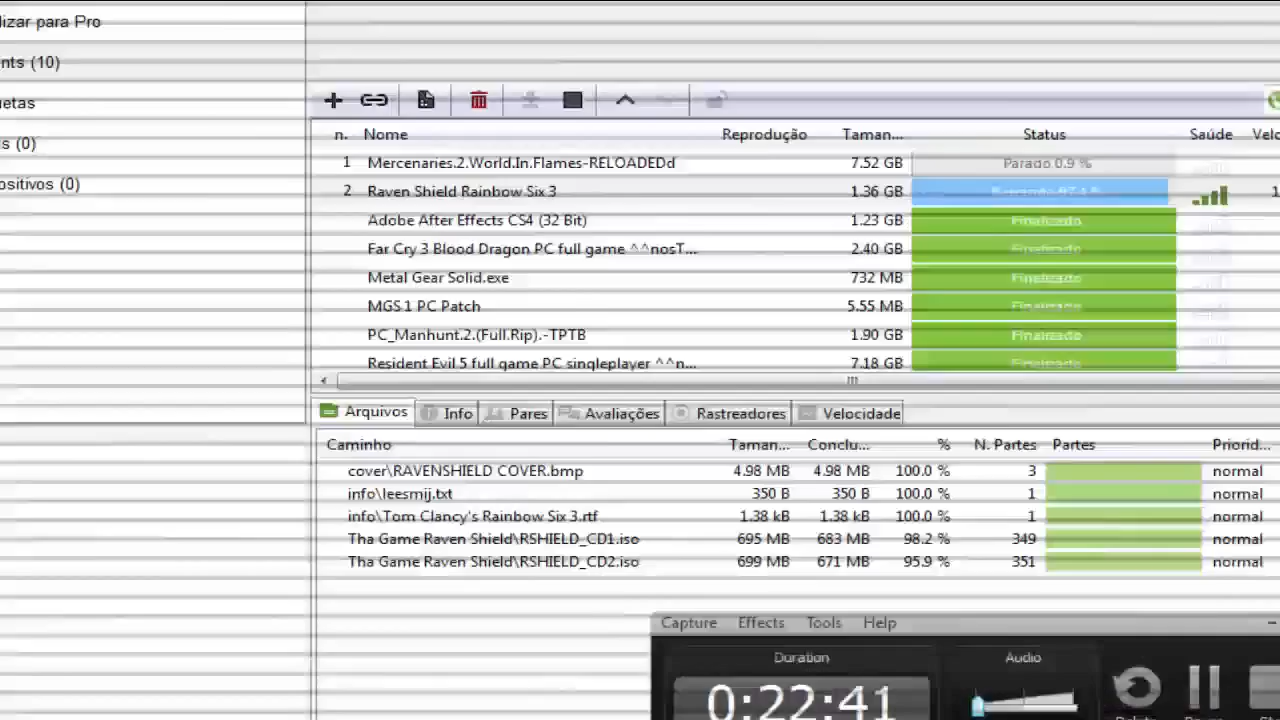 lizar para Pro
nts (10)
uetas
s (0)
ositivos (0)
n. Nome Reprodução Taman... Status Saúde Veloc
1 Mercenaries.2.World.In.Flames-RELOADEDd 7.52 GB Parado 0.9 %
2 Raven Shield Rainbow Six 3 1.36 GB 1
Adobe After Effects CS4 (32 Bit) 1.23 GB Finalizado
Far Cry 3 Blood Dragon PC full game ^^nosT... 2.40 GB Finalizado
Metal Gear Solid.exe 732 MB Finalizado
MGS 1 PC Patch 5.55 MB Finalizado
PC_Manhunt.2.(Full.Rip).-TPTB 1.90 GB Finalizado
Resident Evil 5 full game PC singleplayer ^^n... 7.18 GB Finalizado
Arquivos Info Pares Avaliações Rastreadores Velocidade
Caminho Taman... Conclu... % N. Partes Partes Priorid...
cover\RAVENSHIELD COVER.bmp 4.98 MB 4.98 MB 100.0 % 3 normal
info\leesmij.txt 350 B 350 B 100.0 % 1 normal
info\Tom Clancy's Rainbow Six 3.rtf 1.38 kB 1.38 kB 100.0 % 1 normal
Tha Game Raven Shield\RSHIELD_CD1.iso 695 MB 683 MB 98.2 % 349 normal
Tha Game Raven Shield\RSHIELD_CD2.iso 699 MB 671 MB 95.9 % 351 normal
Capture Effects Tools Help
Duration Audio
0:22:41